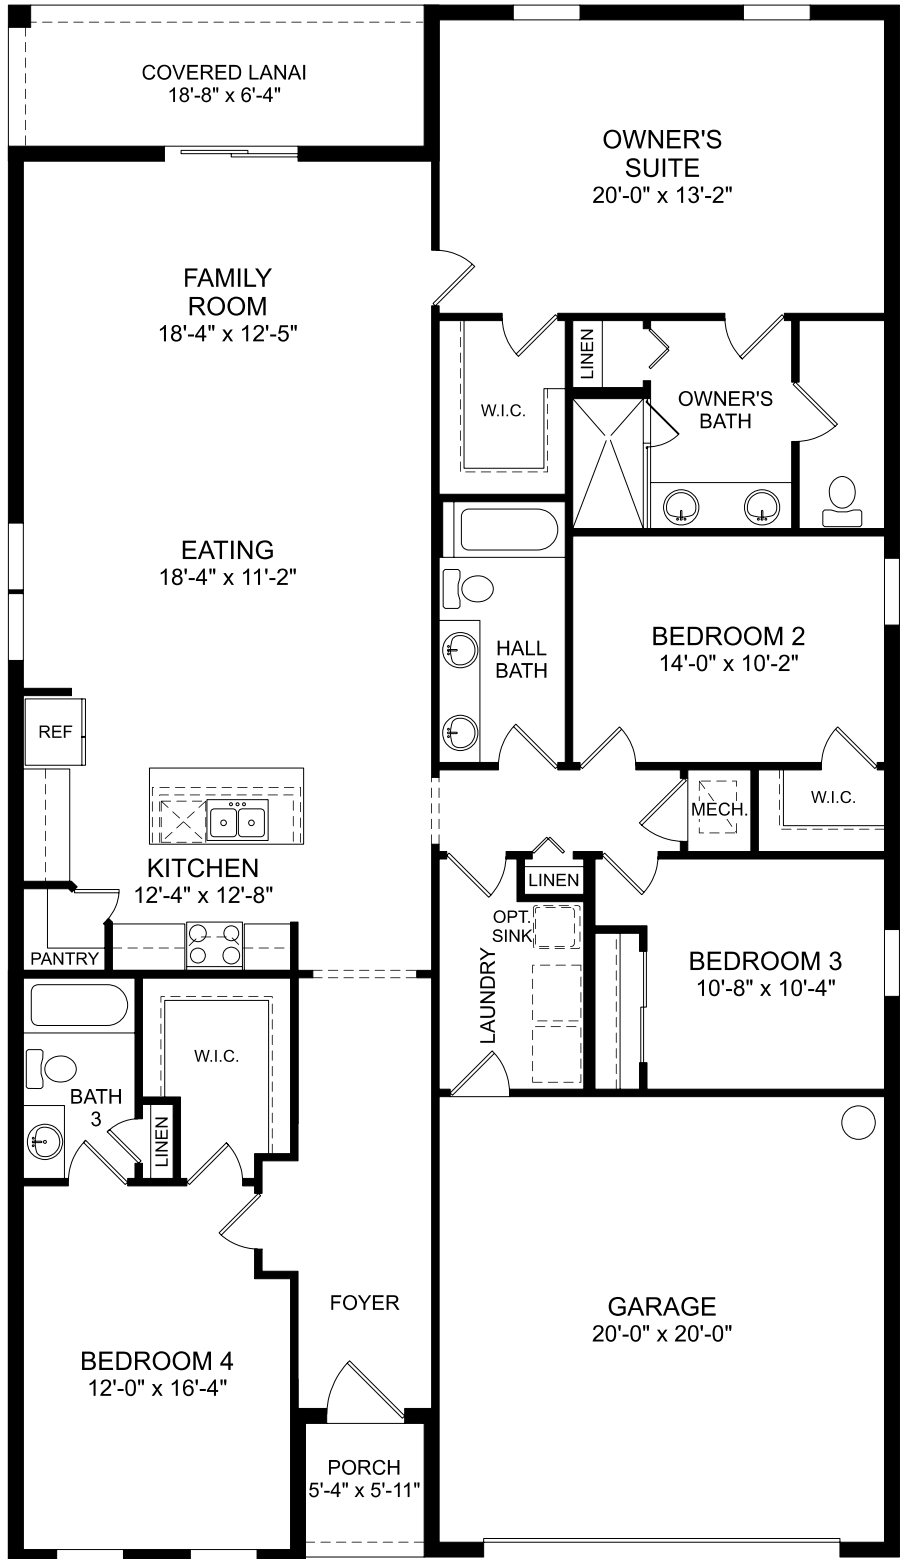 COVERED LANAI
18'-8" x 6'-4"
OWNER'S
SUITE
20'-0" x 13'-2"
FAMILY
ROOM
18'-4" x 12'-5"
LINEN
W.I.C.
OWNER'S
BATH
EATING
18'-4" x 11'-2"
HALL
BATH
BEDROOM 2
14'-0" x 10'-2"
REF
MECH.
W.I.C.
KITCHEN
12'-4" x 12'-8"
LINEN
OPT.
SINK
PANTRY
LAUNDRY
BEDROOM 3
10'-8" x 10'-4"
W.I.C.
BATH
3
LINEN
FOYER
GARAGE
20'-0" x 20'-0"
BEDROOM 4
12'-0" x 16'-4"
PORCH
5'-4" x 5'-11"